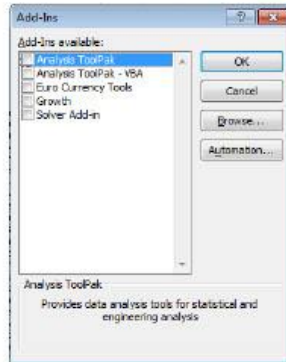 Add-Ins
Add-Ins available:
Analysis ToolPak
Analysis ToolPak - VBA
Euro Currency Tools
Growth
Solver Add-in
OK
Cancel
Browse...
Automation...
Analysis ToolPak
Provides data analysis tools for statistical and
engineering analysis